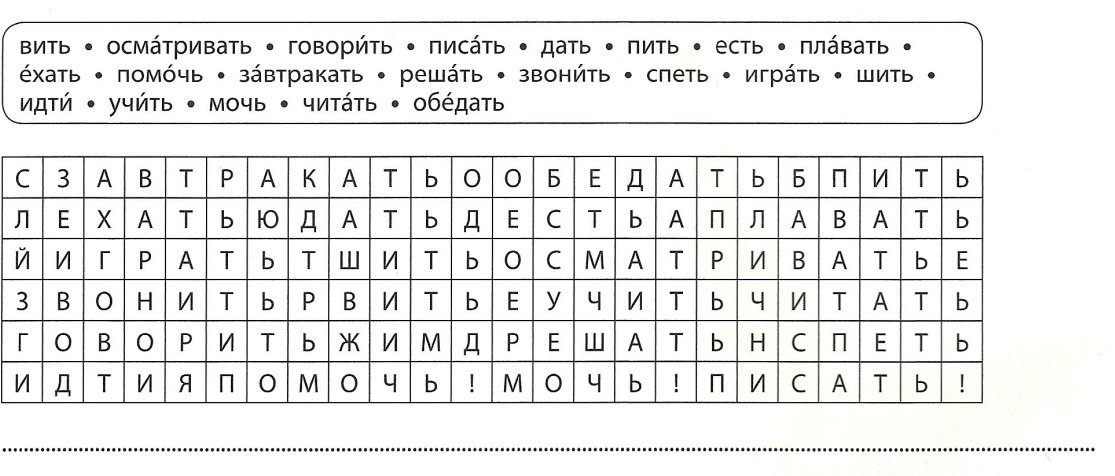 вить • осма́тривать • говори́ть • писа́ть • дать • пить • есть • пла́вать •
е́хать • помо́чь • за́втракать • реша́ть • звони́ть • спеть • игра́ть • шить •
идти́ • учи́ть • мочь • чита́ть • обе́дать
С З А В Т Р А К А Т Ь О О Б Е Д А Т Ь Б П И Т Ь
Л Е Х А Т Ь Ю Д А Т Ь Д Е С Т Ь А П Л А В А Т Ь
Й И Г Р А Т Ь Т Ш И Т Ь О С М А Т Р И В А Т Ь Е
З В О Н И Т Ь Р В И Т Ь Е У Ч И Т Ь Ч И Т А Т Ь
Г О В О Р И Т Ь Ж И М Д Р Е Ш А Т Ь Н С П Е Т Ь
И Д Т И Я П О М О Ч Ь ! М О Ч Ь ! П И С А Т Ь !